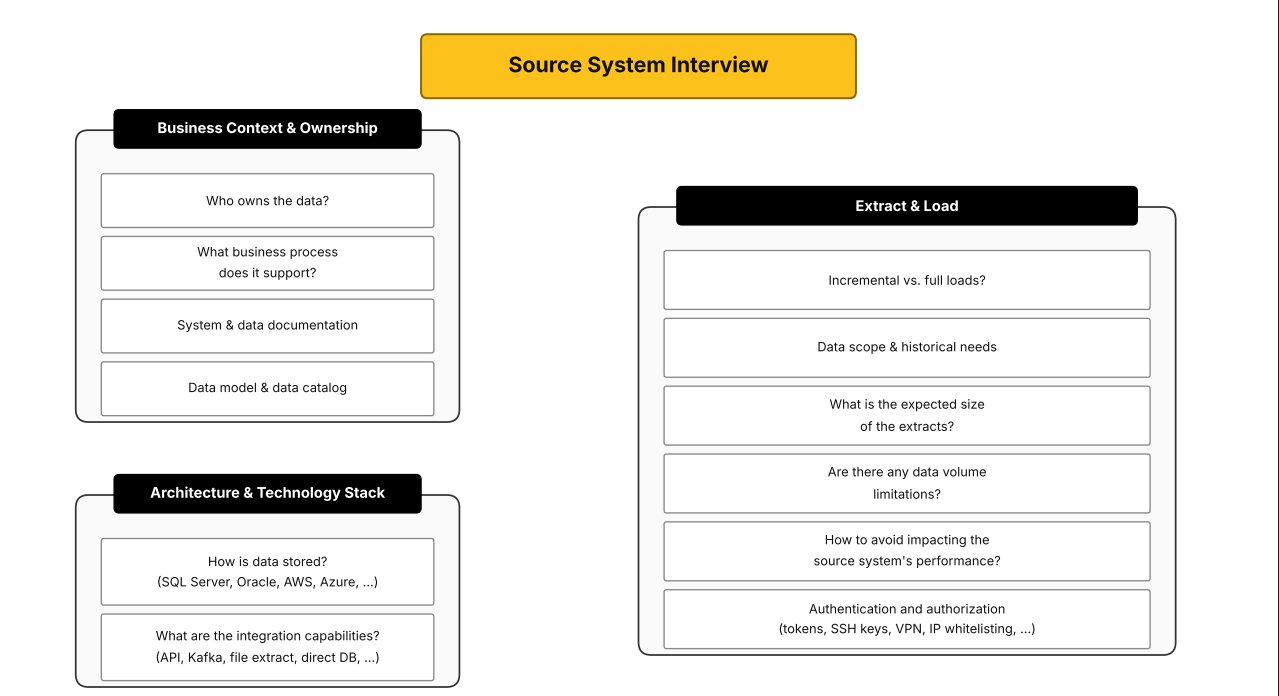 Source System Interview
Business Context & Ownership
Who owns the data?
What business process
does it support?
System & data documentation
Data model & data catalog
Architecture & Technology Stack
How is data stored?
(SQL Server, Oracle, AWS, Azure, ...)
What are the integration capabilities?
(API, Kafka, file extract, direct DB, ...)
Extract & Load
Incremental vs. full loads?
Data scope & historical needs
What is the expected size
of the extracts?
Are there any data volume
limitations?
How to avoid impacting the
source system's performance?
Authentication and authorization
(tokens, SSH keys, VPN, IP whitelisting, ...)